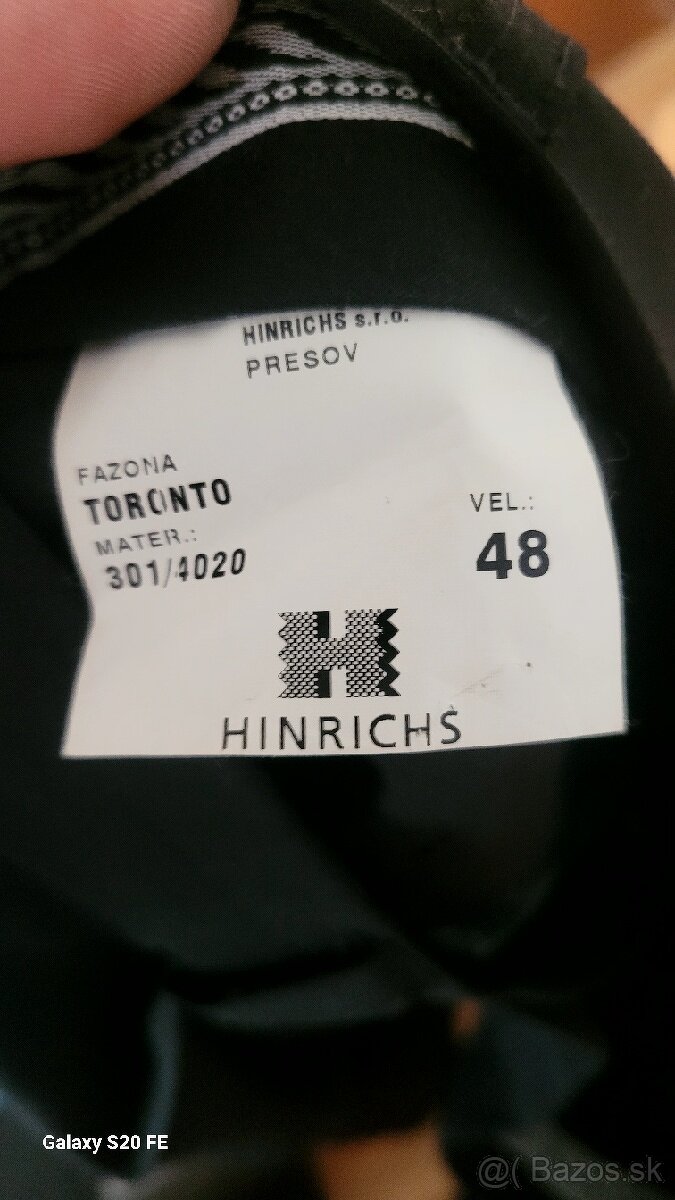 HINRICHS s.r.o.
PRESOV
FAZONA
TORONTO
MATER.:
301/4020
VEL.:
48
H
HINRICHS
Galaxy S20 FE
@( Bazos.sk